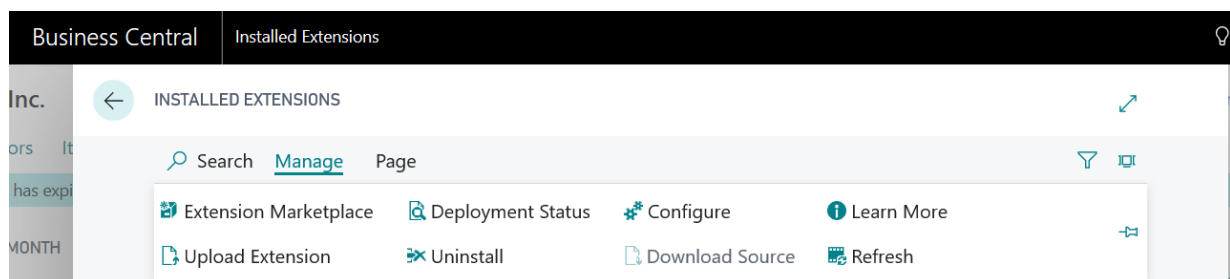 Business Central Installed Extensions
Inc.
INSTALLED EXTENSIONS
ors It
Search Manage Page
has expi
Extension Marketplace Deployment Status Configure Learn More
MONTH
Upload Extension Uninstall Download Source Refresh